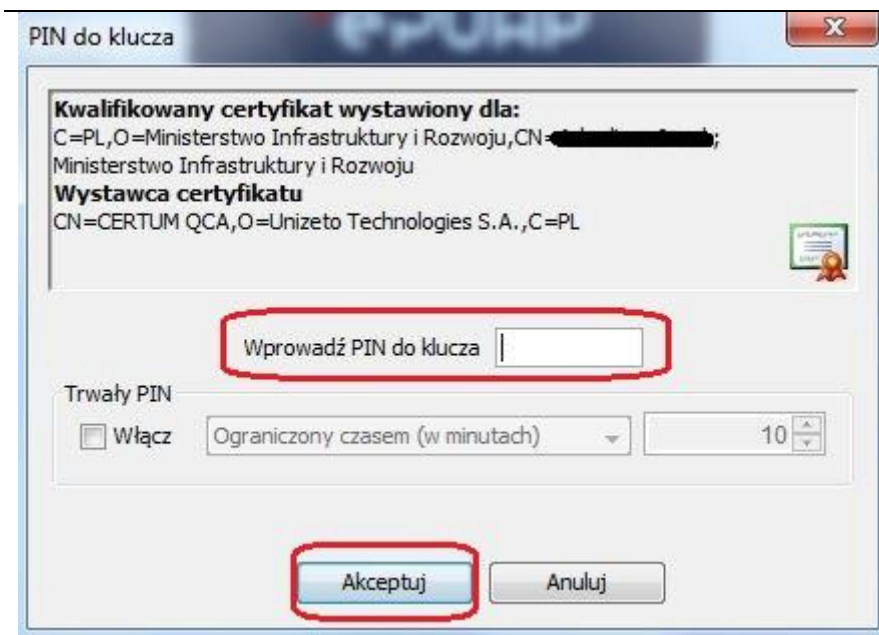 PIN do klucza
ePUAP
Kwalifikowany certyfikat wystawiony dla:
C=PL,O=Ministerstwo Infrastruktury i Rozwoju,CN=
;
Ministerstwo Infrastruktury i Rozwoju
Wystawca certyfikatu
CN=CERTUM QCA,O=Unizeto Technologies S.A.,C=PL
Wprowadź PIN do klucza
Trwały PIN
Włącz
Ograniczony czasem (w minutach)
10
Akceptuj
Anuluj